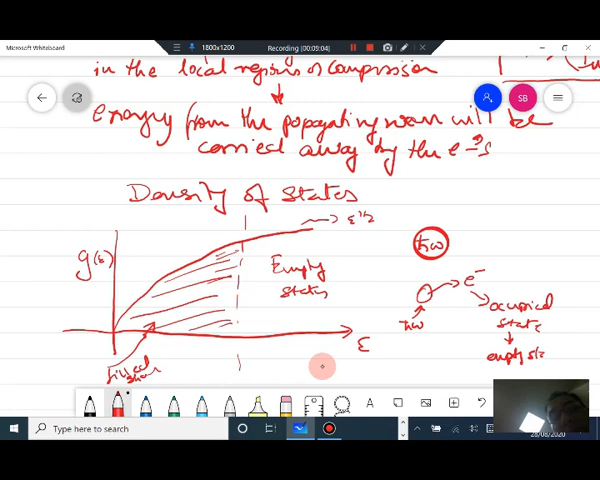 Microsoft Whiteboard
1800x1200
Recording [00:09:04]
in the local regions of compression
SB
energy from the propagating wave will be
carried away by the e-s
Density of States
ε^1/2
g(ε)
ħω
Empty
states
e-
occupied
state
ħω
empty sta
ε
filled
states
Type here to search
28/08/2020